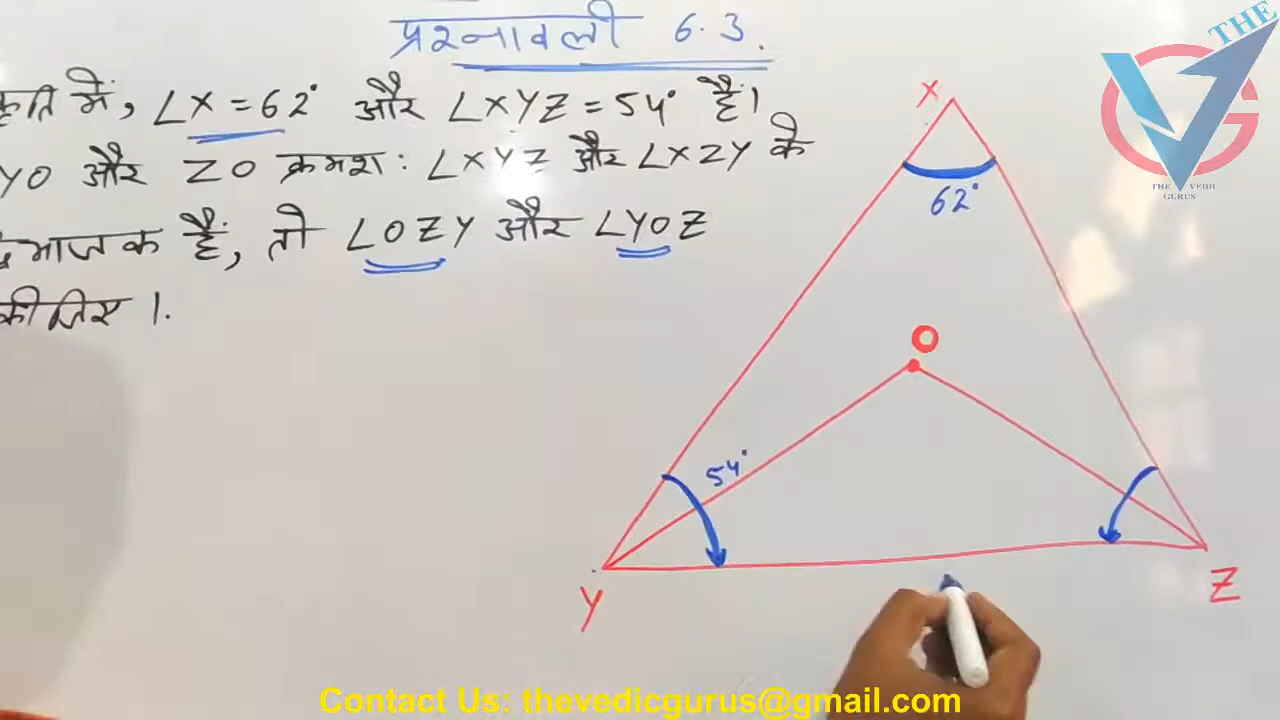 प्रश्नावली 6.3.
कृति में, ∠X = 62° और ∠XYZ = 54° है।
YO और ZO क्रमश: ∠XYZ और ∠XZY के
भाजक हैं, तो ∠OZY और ∠YOZ
कीजिए।
X
62°
O
54°
Y
Z
THE
VG
THE VEDIC
GURUS
Contact Us: thevedicgurus@gmail.com